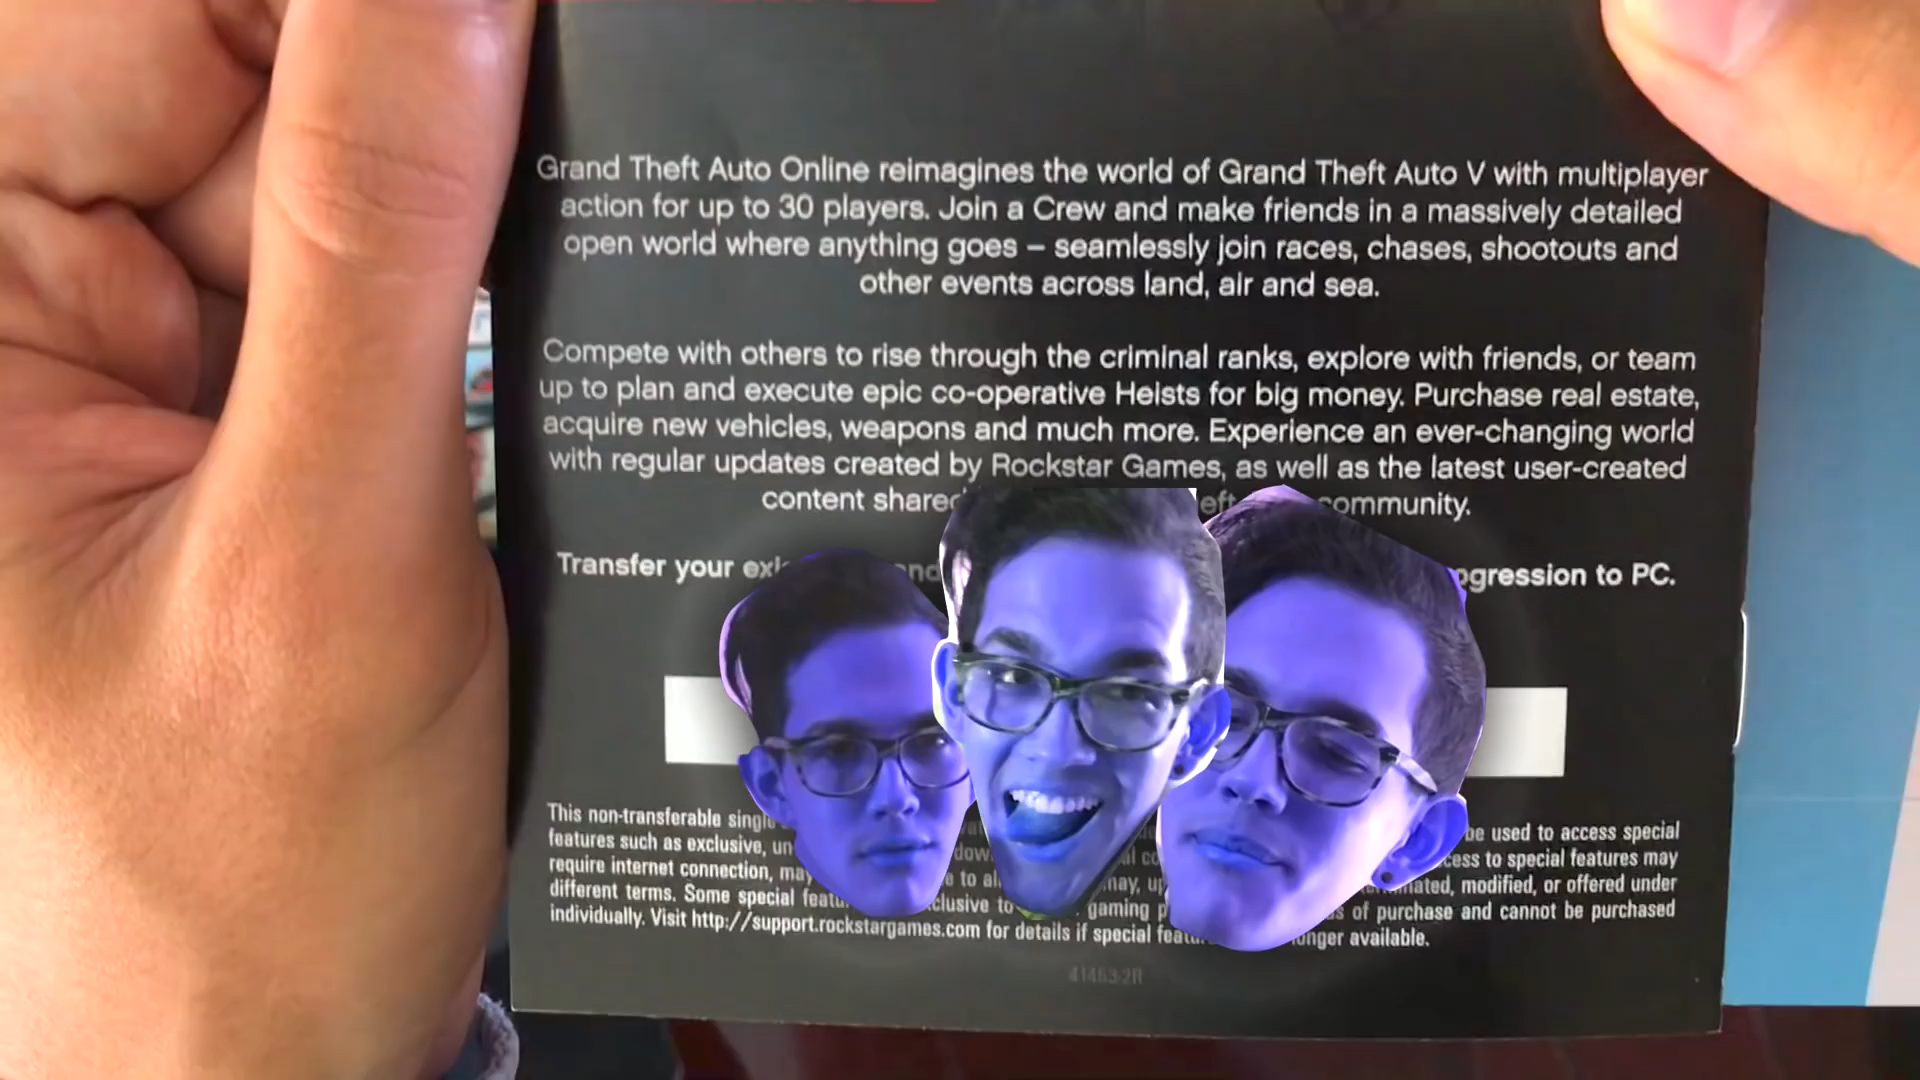 Grand Theft Auto Online reimagines the world of Grand Theft Auto V with multiplayer
action for up to 30 players. Join a Crew and make friends in a massively detailed
open world where anything goes – seamlessly join races, chases, shootouts and
other events across land, air and sea.
Compete with others to rise through the criminal ranks, explore with friends, or team
up to plan and execute epic co-operative Heists for big money. Purchase real estate,
acquire new vehicles, weapons and much more. Experience an ever-changing world
with regular updates created by Rockstar Games, as well as the latest user-created
content community.
Transfer your to PC.
This non-transferable be used to access special
features such as exclusive, to special features may
require internet connection, may to may, modified, or offered under
different terms. Some special to gaming of purchase and cannot be purchased
individually. Visit http://support.rockstargames.com for details if special available.
41463-2R